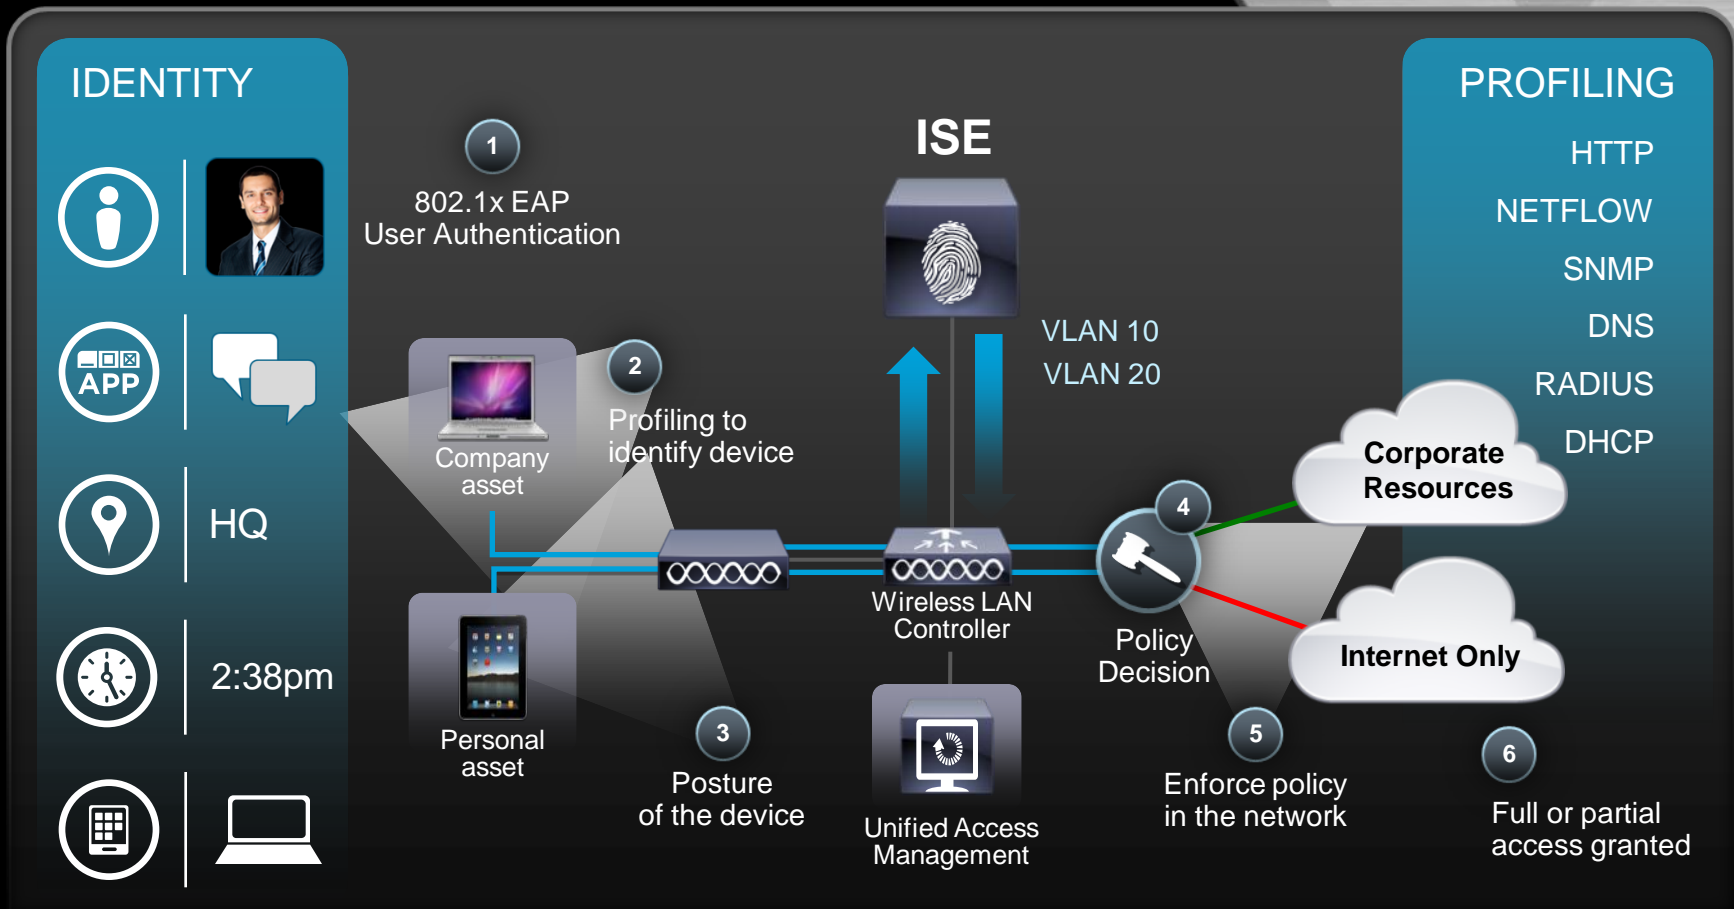 IDENTITY
APP
HQ
2:38pm
1
802.1x EAP
User Authentication
Company
asset
2
Profiling to
identify device
Personal
asset
3
Posture
of the device
ISE
VLAN 10
VLAN 20
Wireless LAN
Controller
Unified Access
Management
4
Policy
Decision
5
Enforce policy
in the network
Corporate
Resources
Internet Only
6
Full or partial
access granted
PROFILING
HTTP
NETFLOW
SNMP
DNS
RADIUS
DHCP